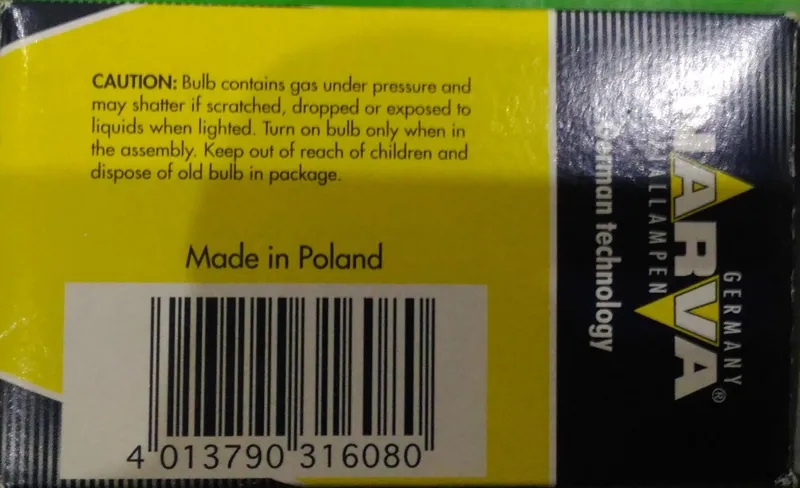 CAUTION: Bulb contains gas under pressure and
may shatter if scratched, dropped or exposed to
liquids when lighted. Turn on bulb only when in
the assembly. Keep out of reach of children and
dispose of old bulb in package.
Made in Poland
4 013790 316080
GERMANY
NARVA®
German technology